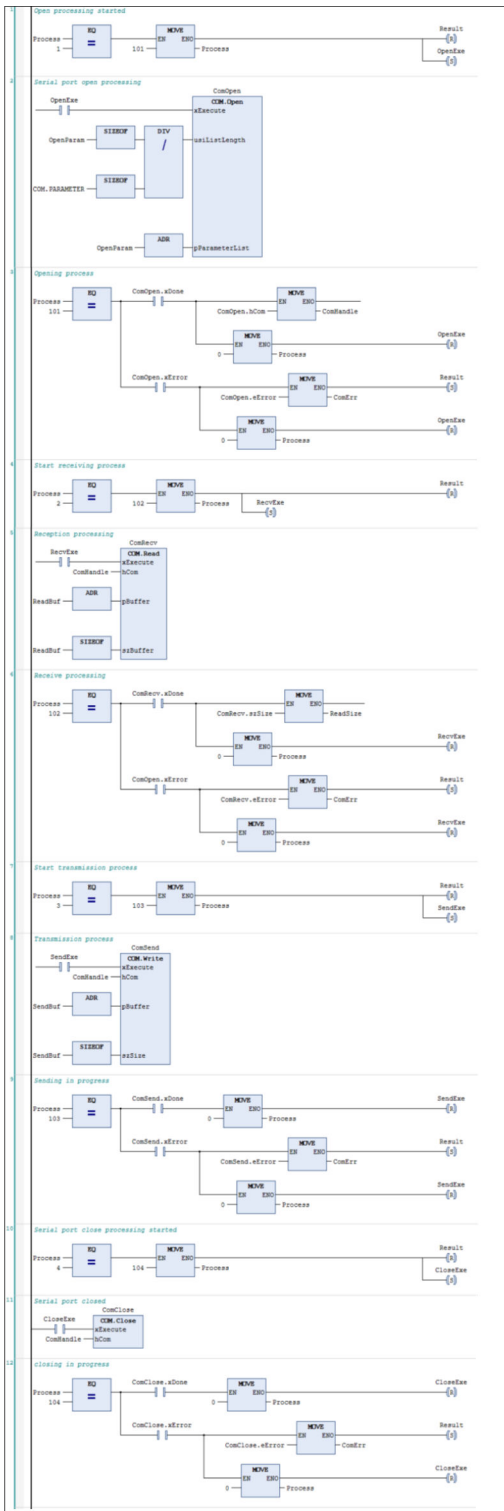 1
Open processing started
Process
1
EQ
=
MOVE
EN ENO
101
Process
Result
(R)
OpenExe
(S)
2
Serial port open processing
OpenExe
ComOpen
COM.Open
xExecute
OpenParam
SIZEOF
DIV
/
usiListLength
COM.PARAMETER
SIZEOF
OpenParam
ADR
pParameterList
3
Opening process
Process
101
EQ
=
ComOpen.xDone
MOVE
EN ENO
ComOpen.hCom
ComHandle
MOVE
EN ENO
0
Process
OpenExe
(R)
ComOpen.xError
MOVE
EN ENO
ComOpen.eError
ComErr
Result
(S)
MOVE
EN ENO
0
Process
OpenExe
(R)
4
Start receiving process
Process
2
EQ
=
MOVE
EN ENO
102
Process
Result
(R)
RecvExe
(S)
5
Reception processing
RecvExe
ComRecv
COM.Read
xExecute
ComHandle
hCom
ReadBuf
ADR
pBuffer
ReadBuf
SIZEOF
szBuffer
6
Receive processing
Process
102
EQ
=
ComRecv.xDone
MOVE
EN ENO
ComRecv.szSize
ReadSize
MOVE
EN ENO
0
Process
RecvExe
(R)
ComOpen.xError
MOVE
EN ENO
ComRecv.eError
ComErr
Result
(S)
MOVE
EN ENO
0
Process
RecvExe
(R)
7
Start transmission process
Process
3
EQ
=
MOVE
EN ENO
103
Process
Result
(R)
SendExe
(S)
8
Transmission process
SendExe
ComSend
COM.Write
xExecute
ComHandle
hCom
SendBuf
ADR
pBuffer
SendBuf
SIZEOF
szSize
9
Sending in progress
Process
103
EQ
=
ComSend.xDone
MOVE
EN ENO
0
Process
SendExe
(R)
ComSend.xError
MOVE
EN ENO
ComSend.eError
ComErr
Result
(S)
MOVE
EN ENO
0
Process
SendExe
(R)
10
Serial port close processing started
Process
4
EQ
=
MOVE
EN ENO
104
Process
Result
(R)
CloseExe
(S)
11
Serial port closed
CloseExe
ComClose
COM.Close
xExecute
ComHandle
hCom
12
closing in progress
Process
104
EQ
=
ComClose.xDone
MOVE
EN ENO
0
Process
CloseExe
(R)
ComClose.xError
MOVE
EN ENO
ComClose.eError
ComErr
Result
(S)
MOVE
EN ENO
0
Process
CloseExe
(R)